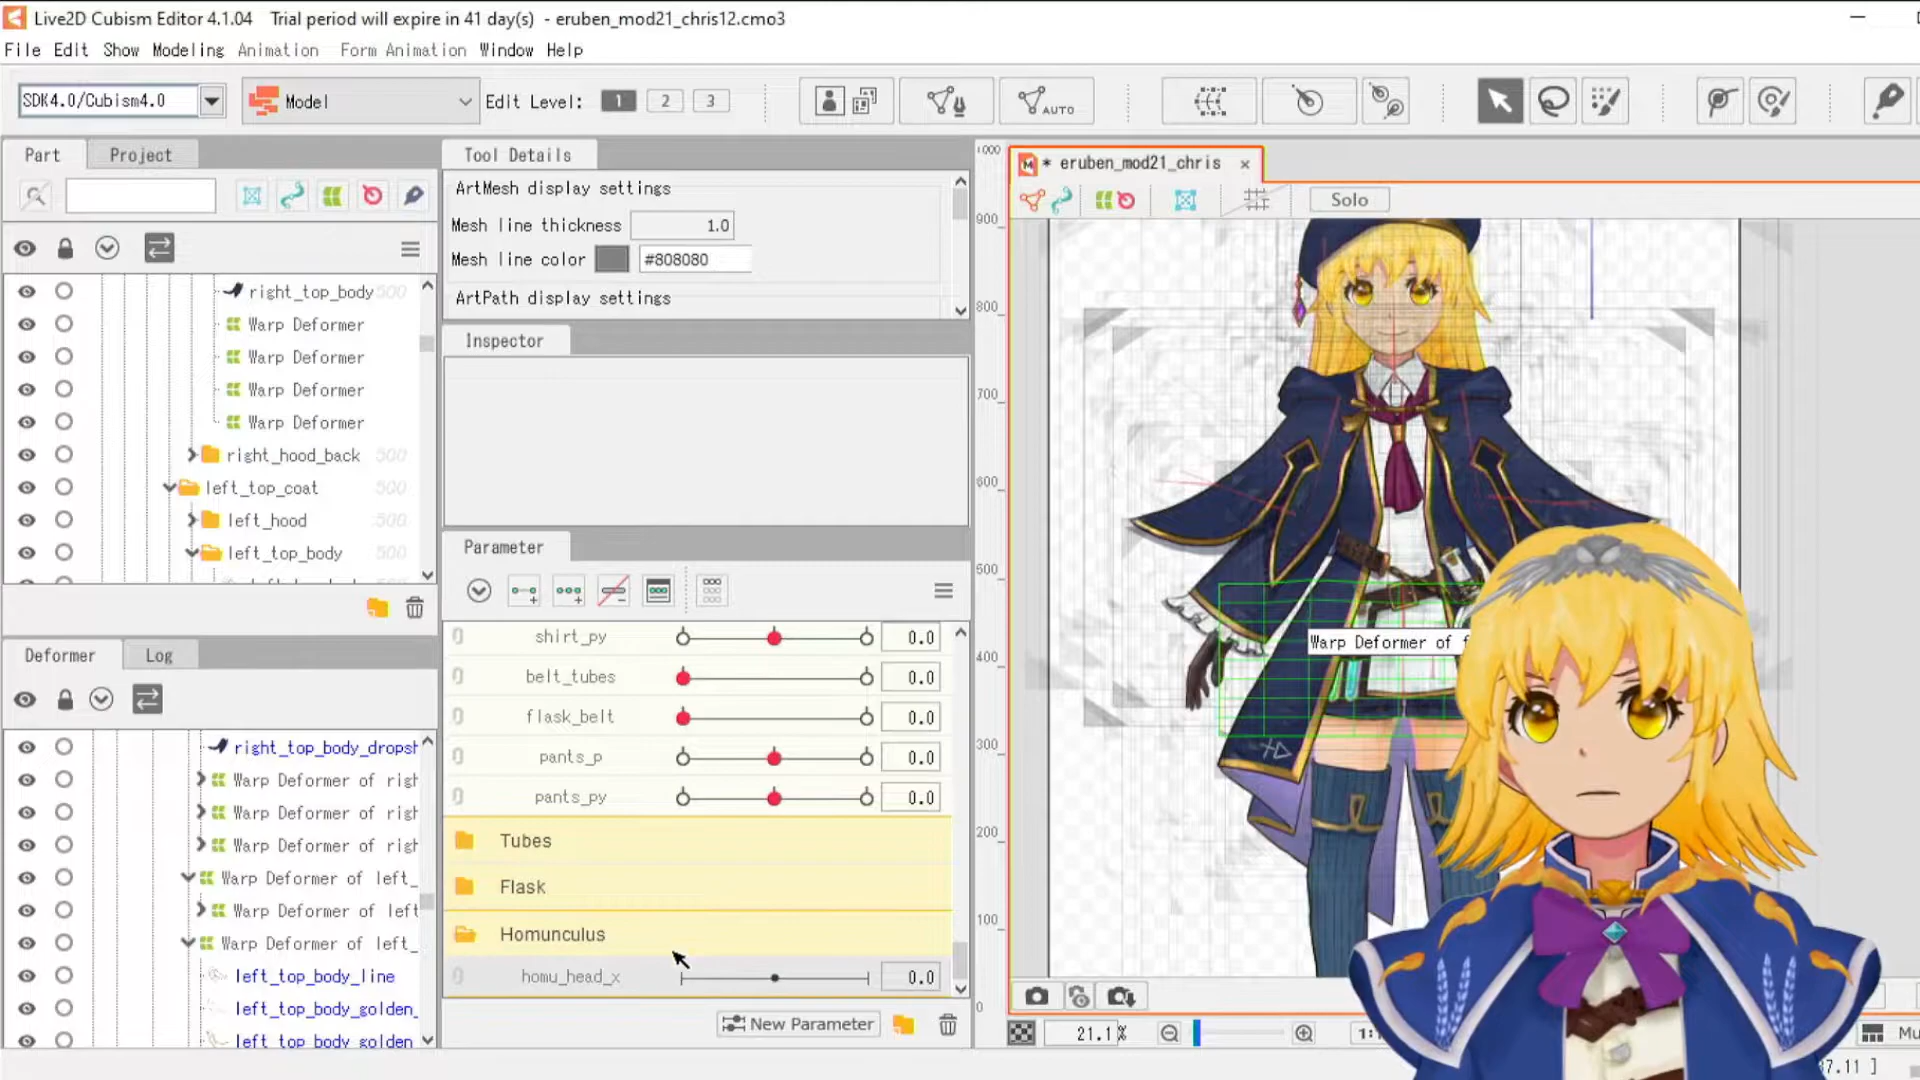 Live2D Cubism Editor 4.1.04 Trial period will expire in 41 day(s) - eruben_mod21_chris12.cmo3
File Edit Show Modeling Animation Form Animation Window Help
SDK4.0/Cubism4.0
Model
Edit Level: 1 2 3
AUTO
Part
Project
right_top_body 500
Warp Deformer
Warp Deformer
Warp Deformer
Warp Deformer
right_hood_back 500
left_top_coat 500
left_hood 500
left_top_body 500
Deformer
Log
right_top_body_dropsh
Warp Deformer of righ
Warp Deformer of righ
Warp Deformer of righ
Warp Deformer of left_
Warp Deformer of left
Warp Deformer of left_
left_top_body_line
left_top_body_golden_
left_top_body_golden
Tool Details
ArtMesh display settings
Mesh line thickness 1.0
Mesh line color #808080
ArtPath display settings
Inspector
Parameter
shirt_py 0.0
belt_tubes 0.0
flask_belt 0.0
pants_p 0.0
pants_py 0.0
Tubes
Flask
Homunculus
homu_head_x 0.0
New Parameter
* eruben_mod21_chris ×
Solo
1000
900
800
700
600
500
400
300
200
100
0
Warp Deformer of f
21.1%
1:
Mu
37.11 ]